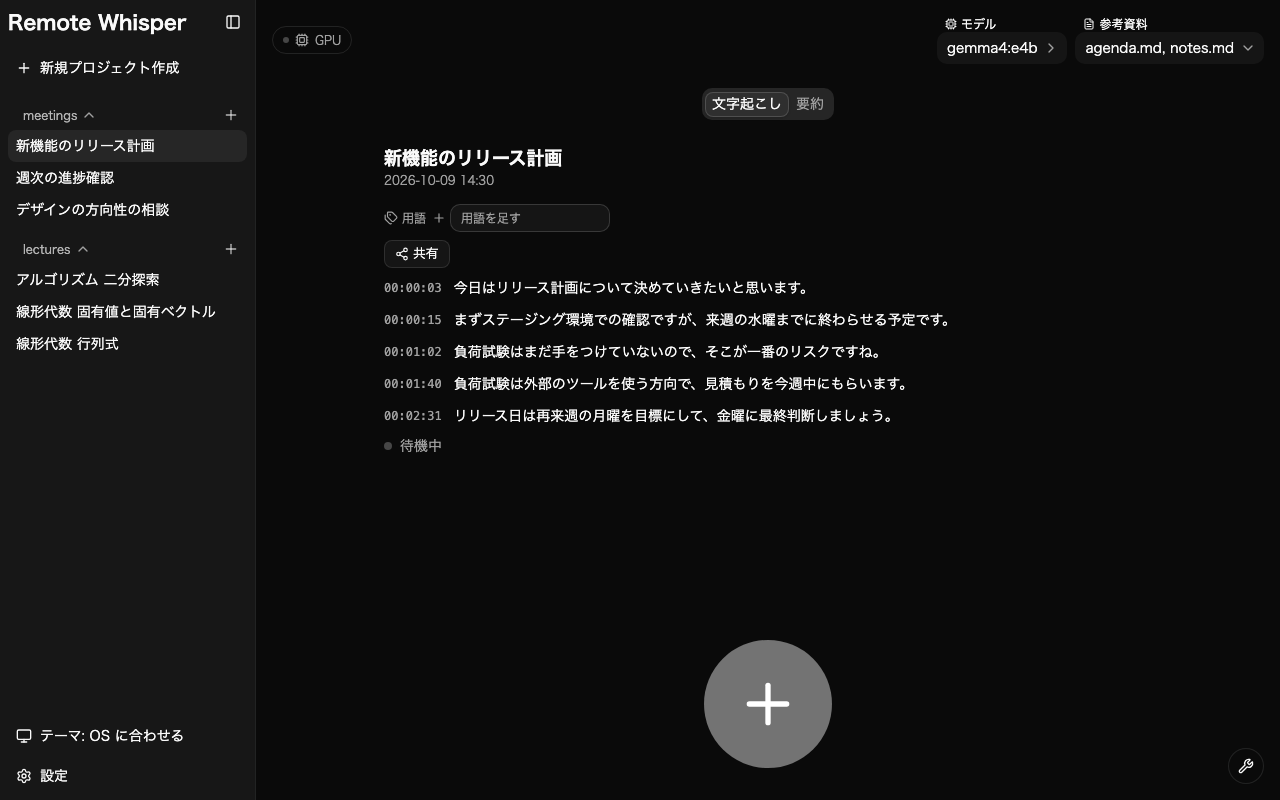 Remote Whisper
新規プロジェクト作成
meetings
新機能のリリース計画
週次の進捗確認
デザインの方向性の相談
lectures
アルゴリズム 二分探索
線形代数 固有値と固有ベクトル
線形代数 行列式
テーマ: OS に合わせる
設定
GPU
モデル
gemma4:e4b
参考資料
agenda.md, notes.md
文字起こし 要約
新機能のリリース計画
2026-10-09 14:30
用語 用語を足す
共有
00:00:03 今日はリリース計画について決めていきたいと思います。
00:00:15 まずステージング環境での確認ですが、来週の水曜までに終わらせる予定です。
00:01:02 負荷試験はまだ手をつけていないので、そこが一番のリスクですね。
00:01:40 負荷試験は外部のツールを使う方向で、見積もりを今週中にもらいます。
00:02:31 リリース日は再来週の月曜を目標にして、金曜に最終判断しましょう。
待機中